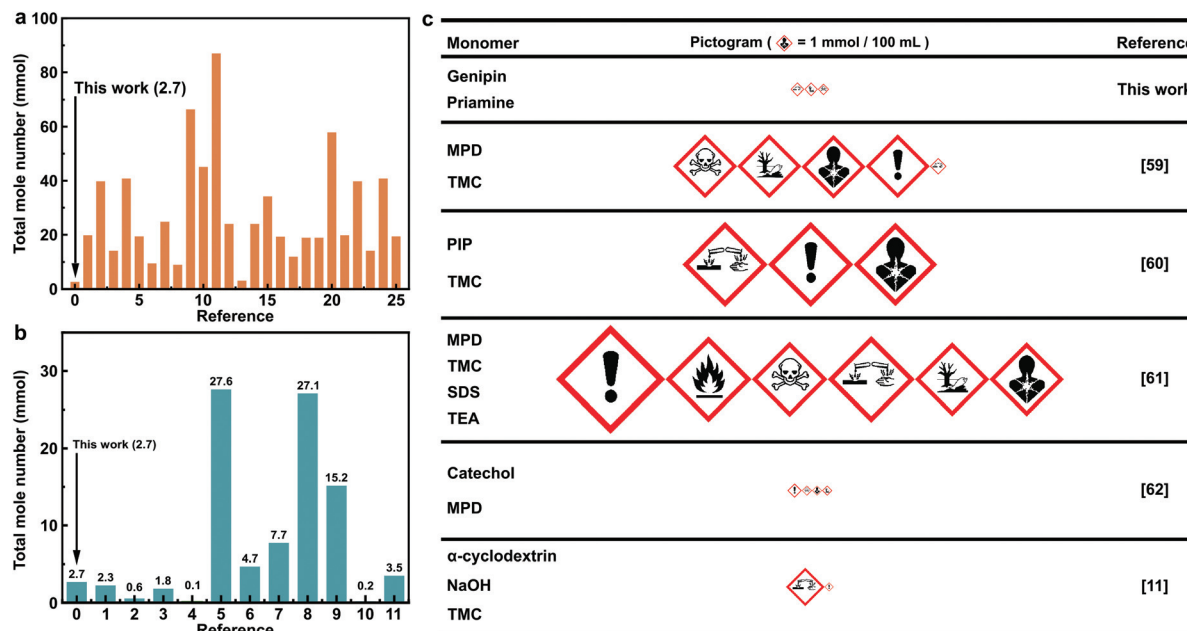 a
100
80
60
40
20
0
Total mole number (mmol)
This work (2.7)
0 5 10 15 20 25
Reference
b
30
20
10
0
Total mole number (mmol)
This work (2.7)
2.7 2.3 0.6 1.8 0.1 27.6 4.7 7.7 27.1 15.2 0.2 3.5
0 1 2 3 4 5 6 7 8 9 10 11
Reference
c
Monomer Pictogram ( = 1 mmol / 100 mL ) Reference
Genipin
Priamine
This work
MPD
TMC
[59]
PIP
TMC
[60]
MPD
TMC
SDS
TEA
[61]
Catechol
MPD
[62]
α-cyclodextrin
NaOH
TMC
[11]